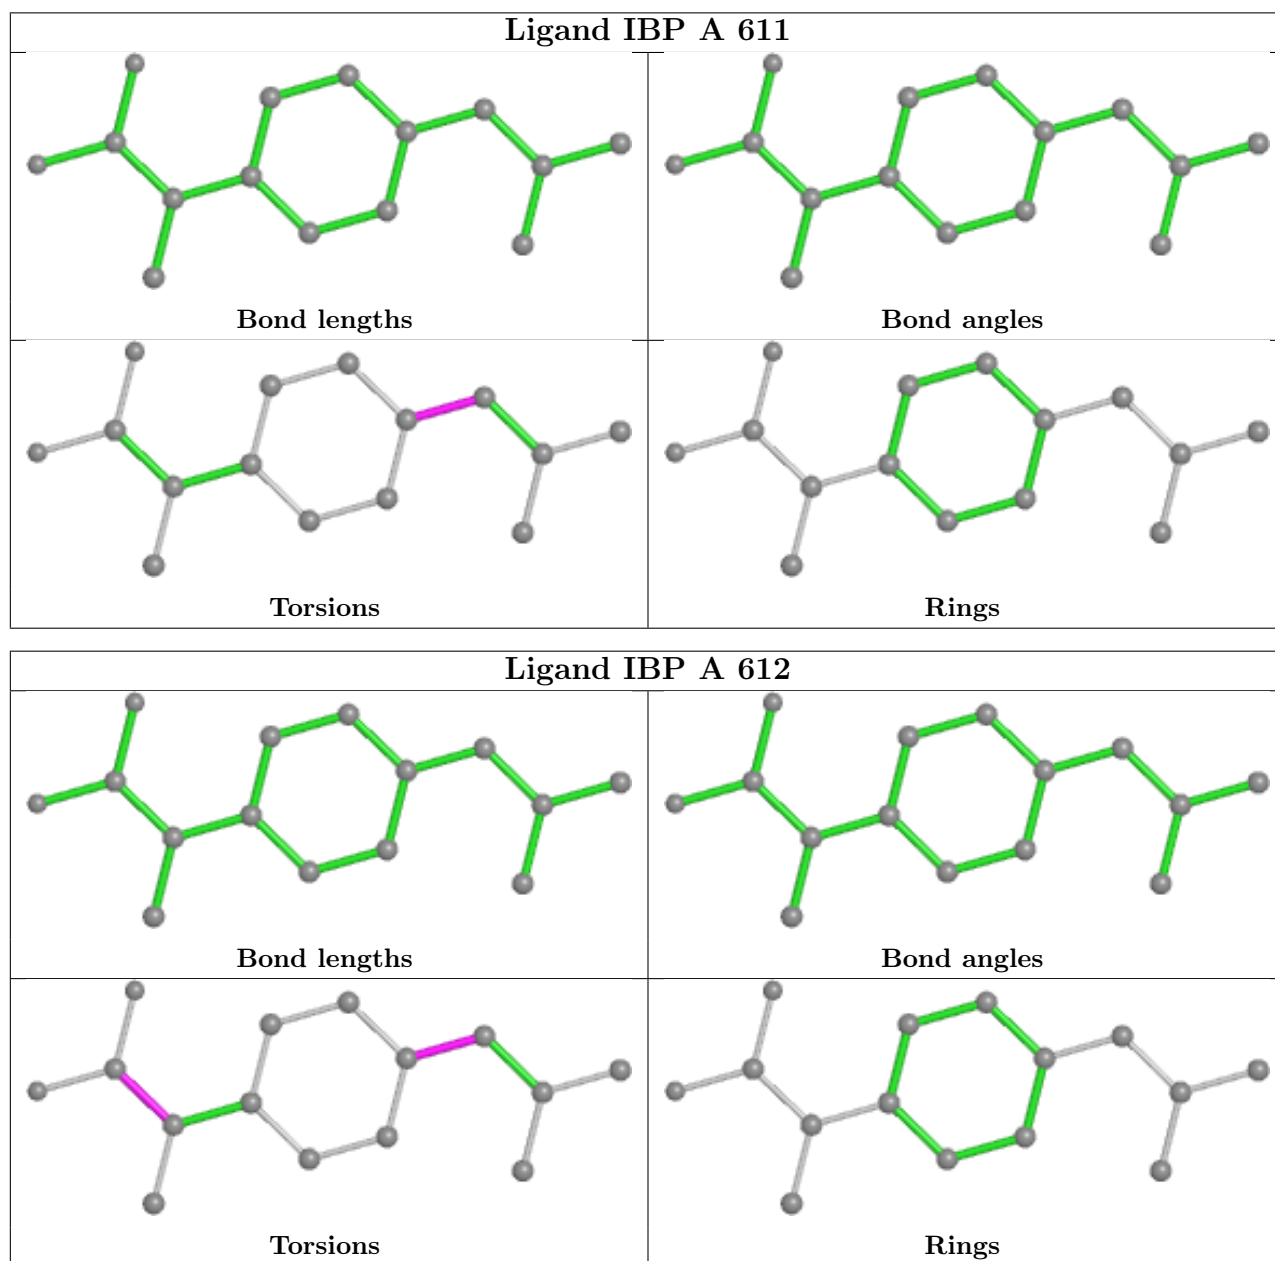 Ligand IBP A 611
Bond lengths
Bond angles
Torsions
Rings
Ligand IBP A 612
Bond lengths
Bond angles
Torsions
Rings